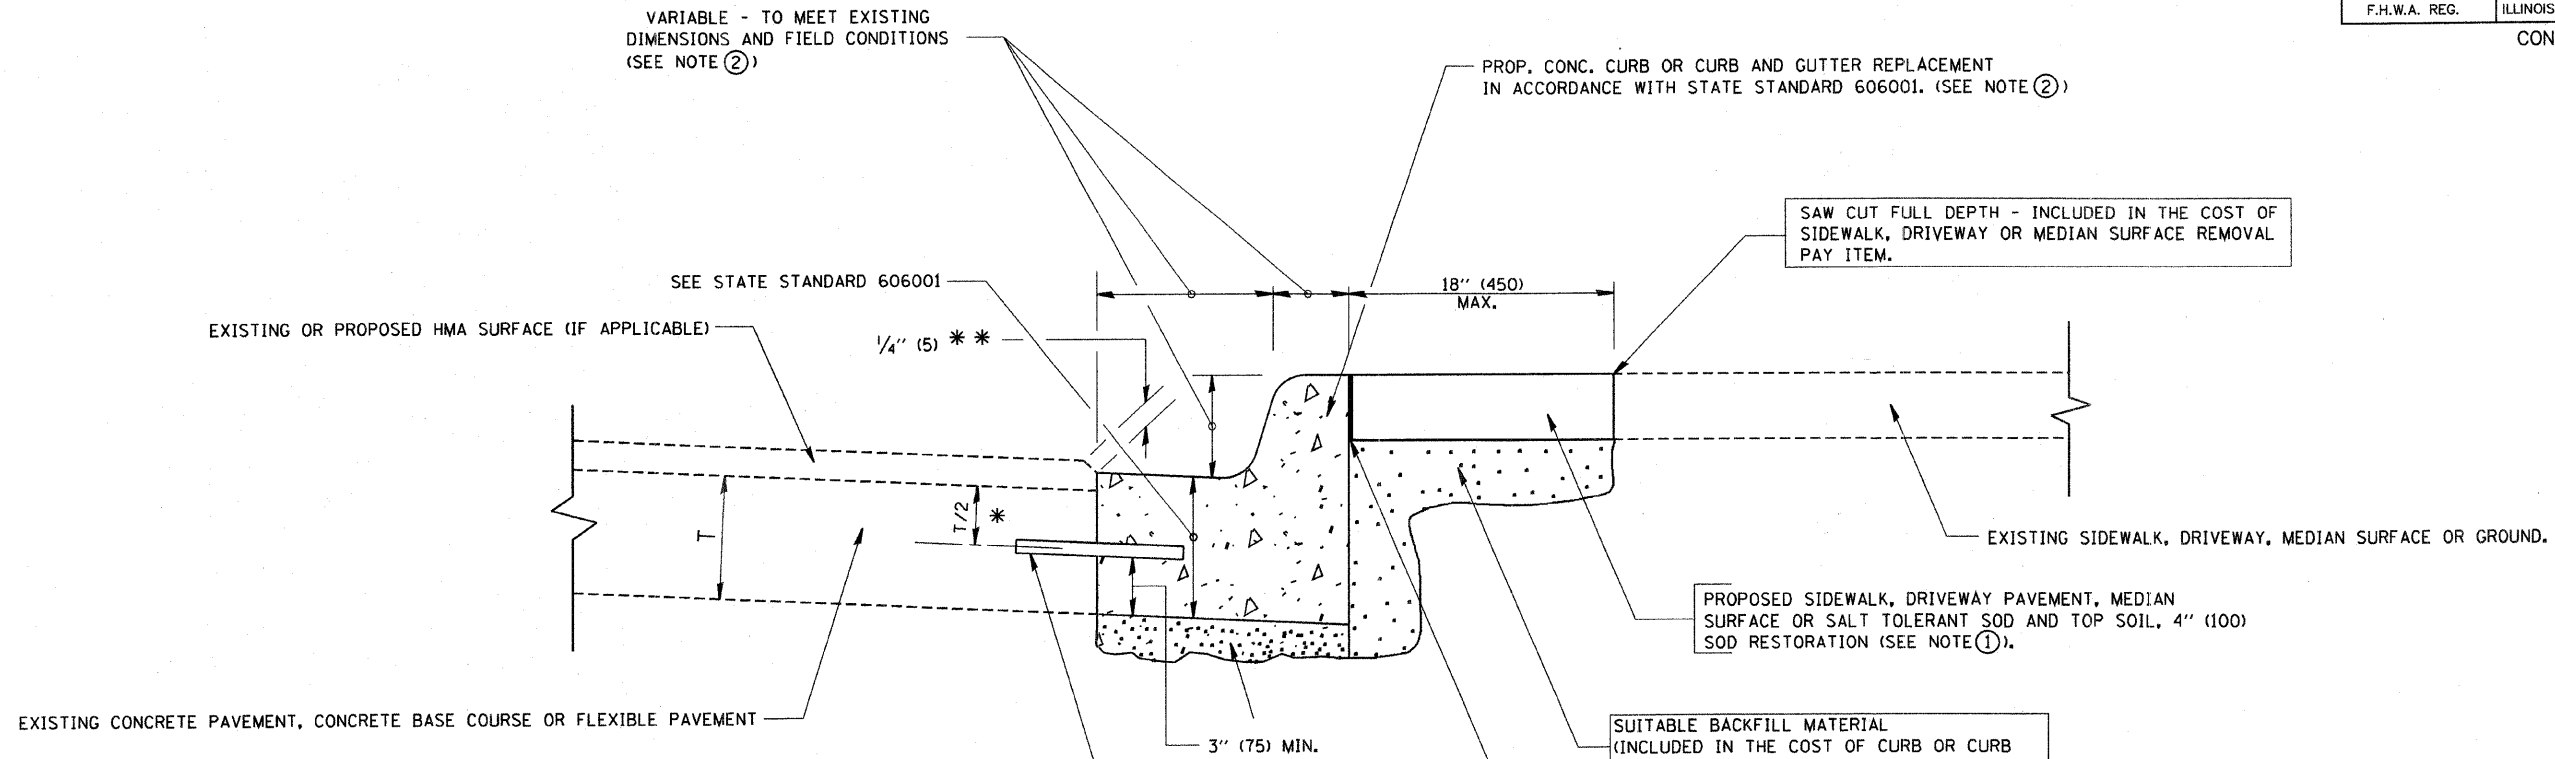 F.H.W.A. REG.
ILLINOIS
CON
VARIABLE - TO MEET EXISTING
DIMENSIONS AND FIELD CONDITIONS
(SEE NOTE ②)
PROP. CONC. CURB OR CURB AND GUTTER REPLACEMENT
IN ACCORDANCE WITH STATE STANDARD 606001. (SEE NOTE ②)
SAW CUT FULL DEPTH - INCLUDED IN THE COST OF
SIDEWALK, DRIVEWAY OR MEDIAN SURFACE REMOVAL
PAY ITEM.
SEE STATE STANDARD 606001
18" (450)
MAX.
EXISTING OR PROPOSED HMA SURFACE (IF APPLICABLE)
1/4" (5) * *
T
T/2 *
EXISTING SIDEWALK, DRIVEWAY, MEDIAN SURFACE OR GROUND.
PROPOSED SIDEWALK, DRIVEWAY PAVEMENT, MEDIAN
SURFACE OR SALT TOLERANT SOD AND TOP SOIL, 4" (100)
SOD RESTORATION (SEE NOTE ①).
EXISTING CONCRETE PAVEMENT, CONCRETE BASE COURSE OR FLEXIBLE PAVEMENT
3" (75) MIN.
SUITABLE BACKFILL MATERIAL
(INCLUDED IN THE COST OF CURB OR CURB